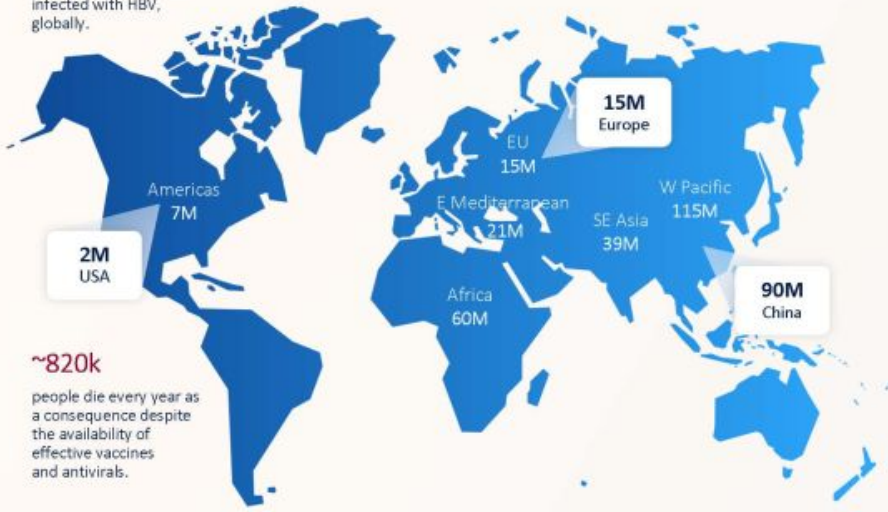 infected with HBV,
globally.
15M
Europe
EU
15M
Americas
7M
E Mediterranean
21M
W Pacific
115M
SE Asia
39M
2M
USA
Africa
60M
90M
China
~820k
people die every year as
a consequence despite
the availability of
effective vaccines
and antivirals.